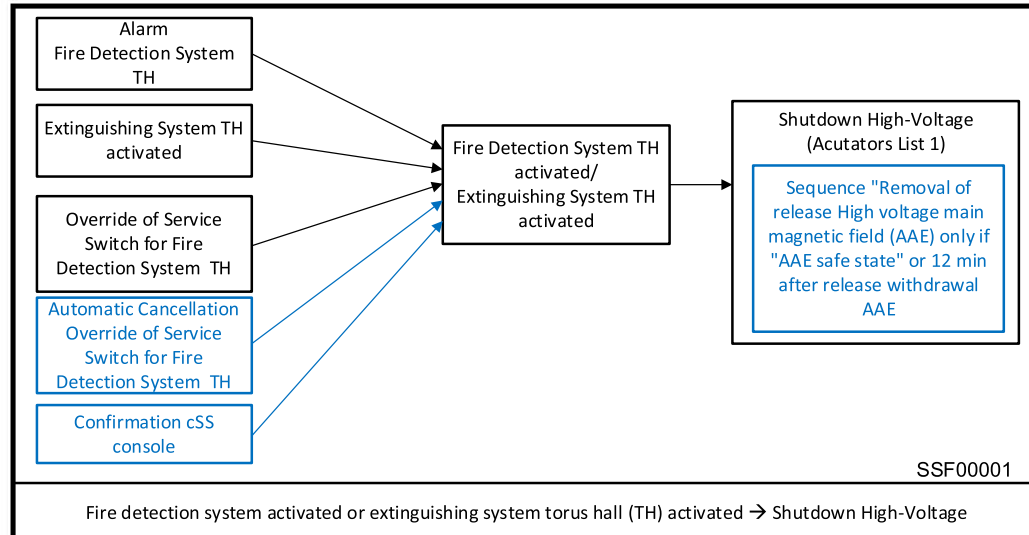 Alarm
Fire Detection System
TH
Extinguishing System TH
activated
Override of Service
Switch for Fire
Detection System TH
Automatic Cancellation
Override of Service
Switch for Fire
Detection System TH
Confirmation cSS
console
Fire Detection System TH
activated/
Extinguishing System TH
activated
Shutdown High-Voltage
(Acutators List 1)
Sequence "Removal of
release High voltage main
magnetic field (AAE) only if
"AAE safe state" or 12 min
after release withdrawal
AAE
SSF00001
Fire detection system activated or extinguishing system torus hall (TH) activated → Shutdown High-Voltage